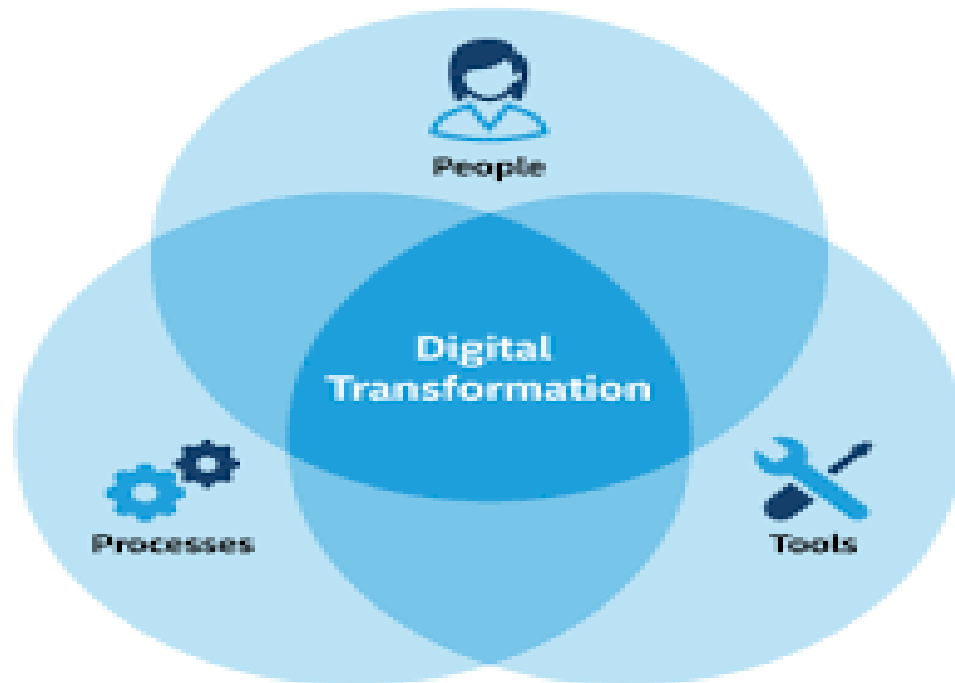 People
Digital
Transformation
Processes
Tools